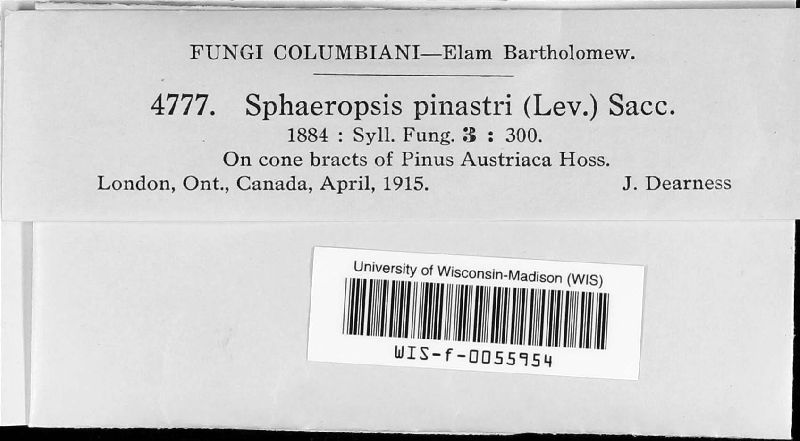 FUNGI COLUMBIANI—Elam Bartholomew.
4777. Sphaeropsis pinastri (Lev.) Sacc.
1884 : Syll. Fung. 3 : 300.
On cone bracts of Pinus Austriaca Hoss.
London, Ont., Canada, April, 1915. J. Dearness
University of Wisconsin-Madison (WIS)
WIS-f-0055954